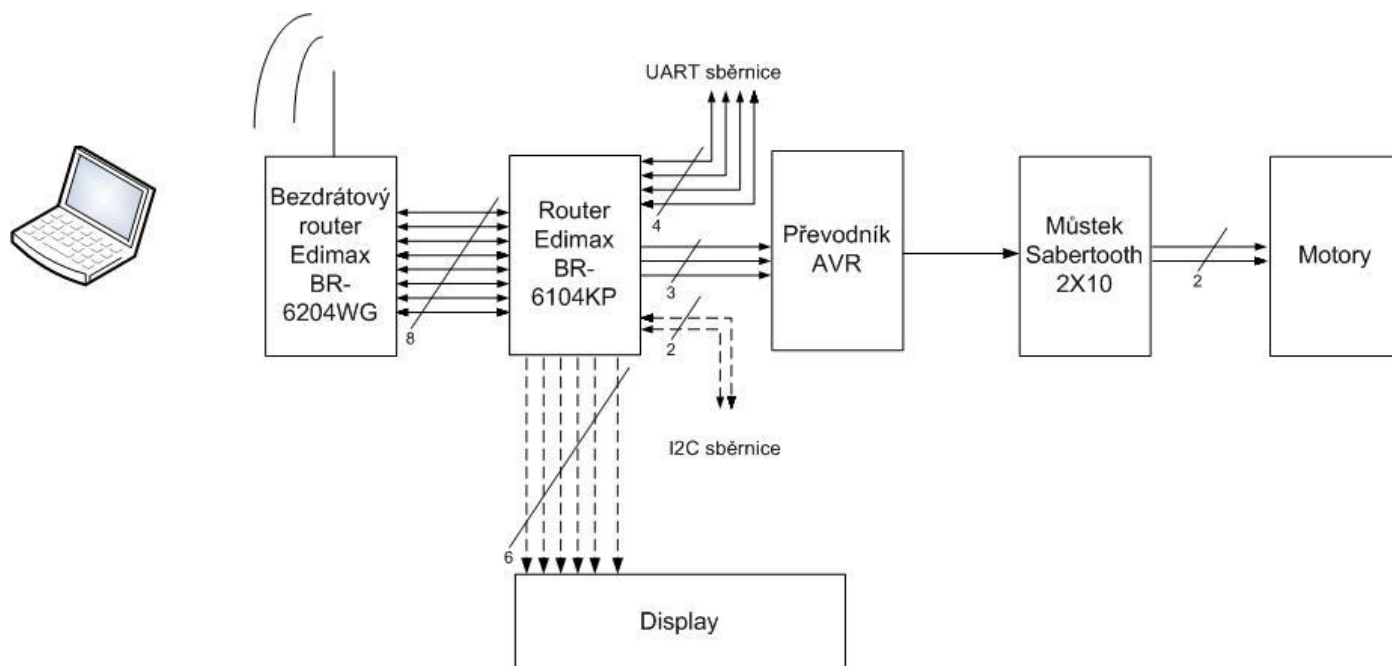 UART sběrnice
Bezdrátový
router
Edimax
BR-
6204WG
8
Router
Edimax
BR-
6104KP
4
3
2
Převodník
AVR
Můstek
Sabertooth
2X10
2
Motory
I2C sběrnice
6
Display